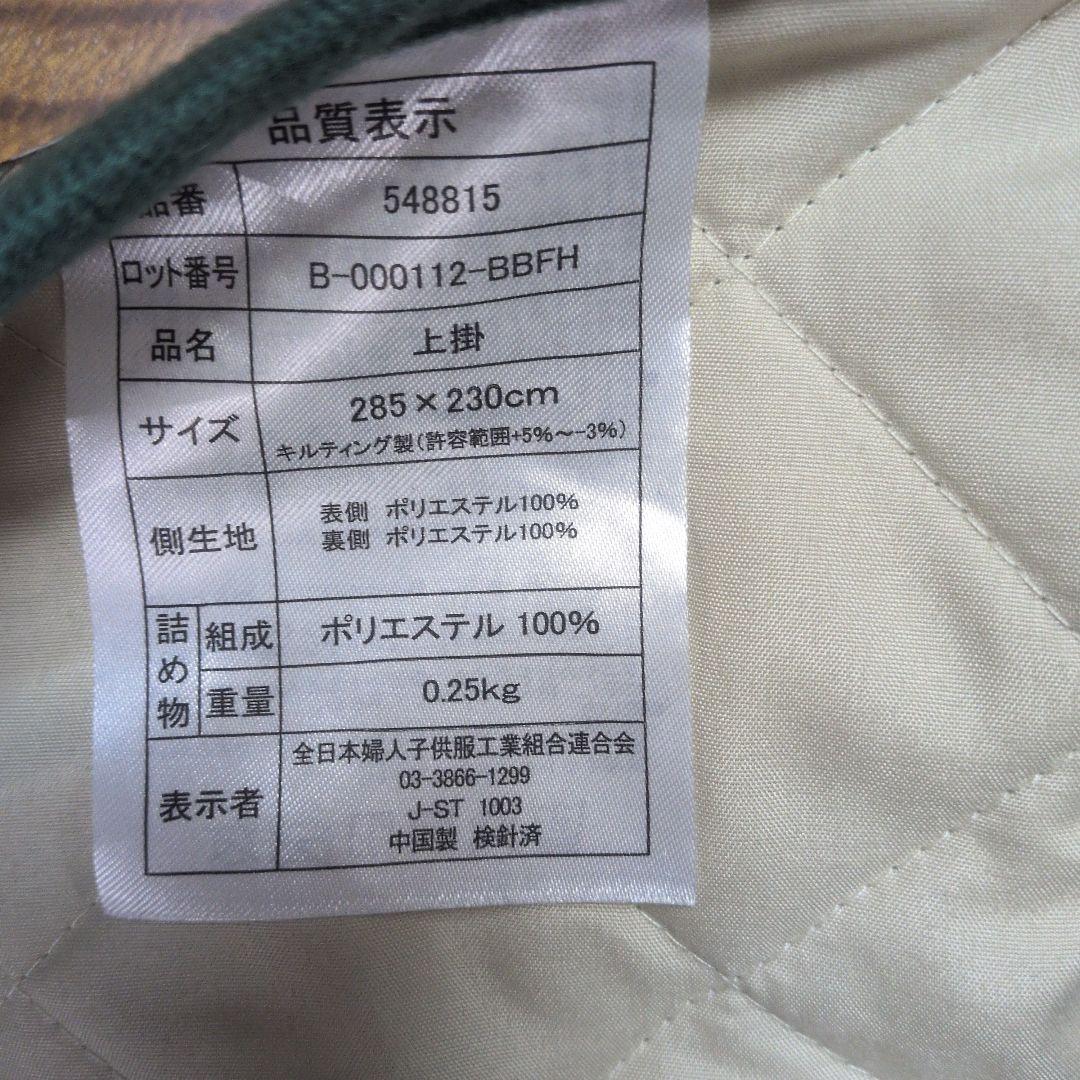 品質表示
品番 548815
ロット番号 B-000112-BBFH
品名 上掛
サイズ 285×230cm
キルティング製(許容範囲+5%~-3%)
側生地 表側 ポリエステル100%
裏側 ポリエステル100%
詰め物 組成 ポリエステル 100%
重量 0.25kg
表示者 全日本婦人子供服工業組合連合会
03-3866-1299
J-ST 1003
中国製 検針済